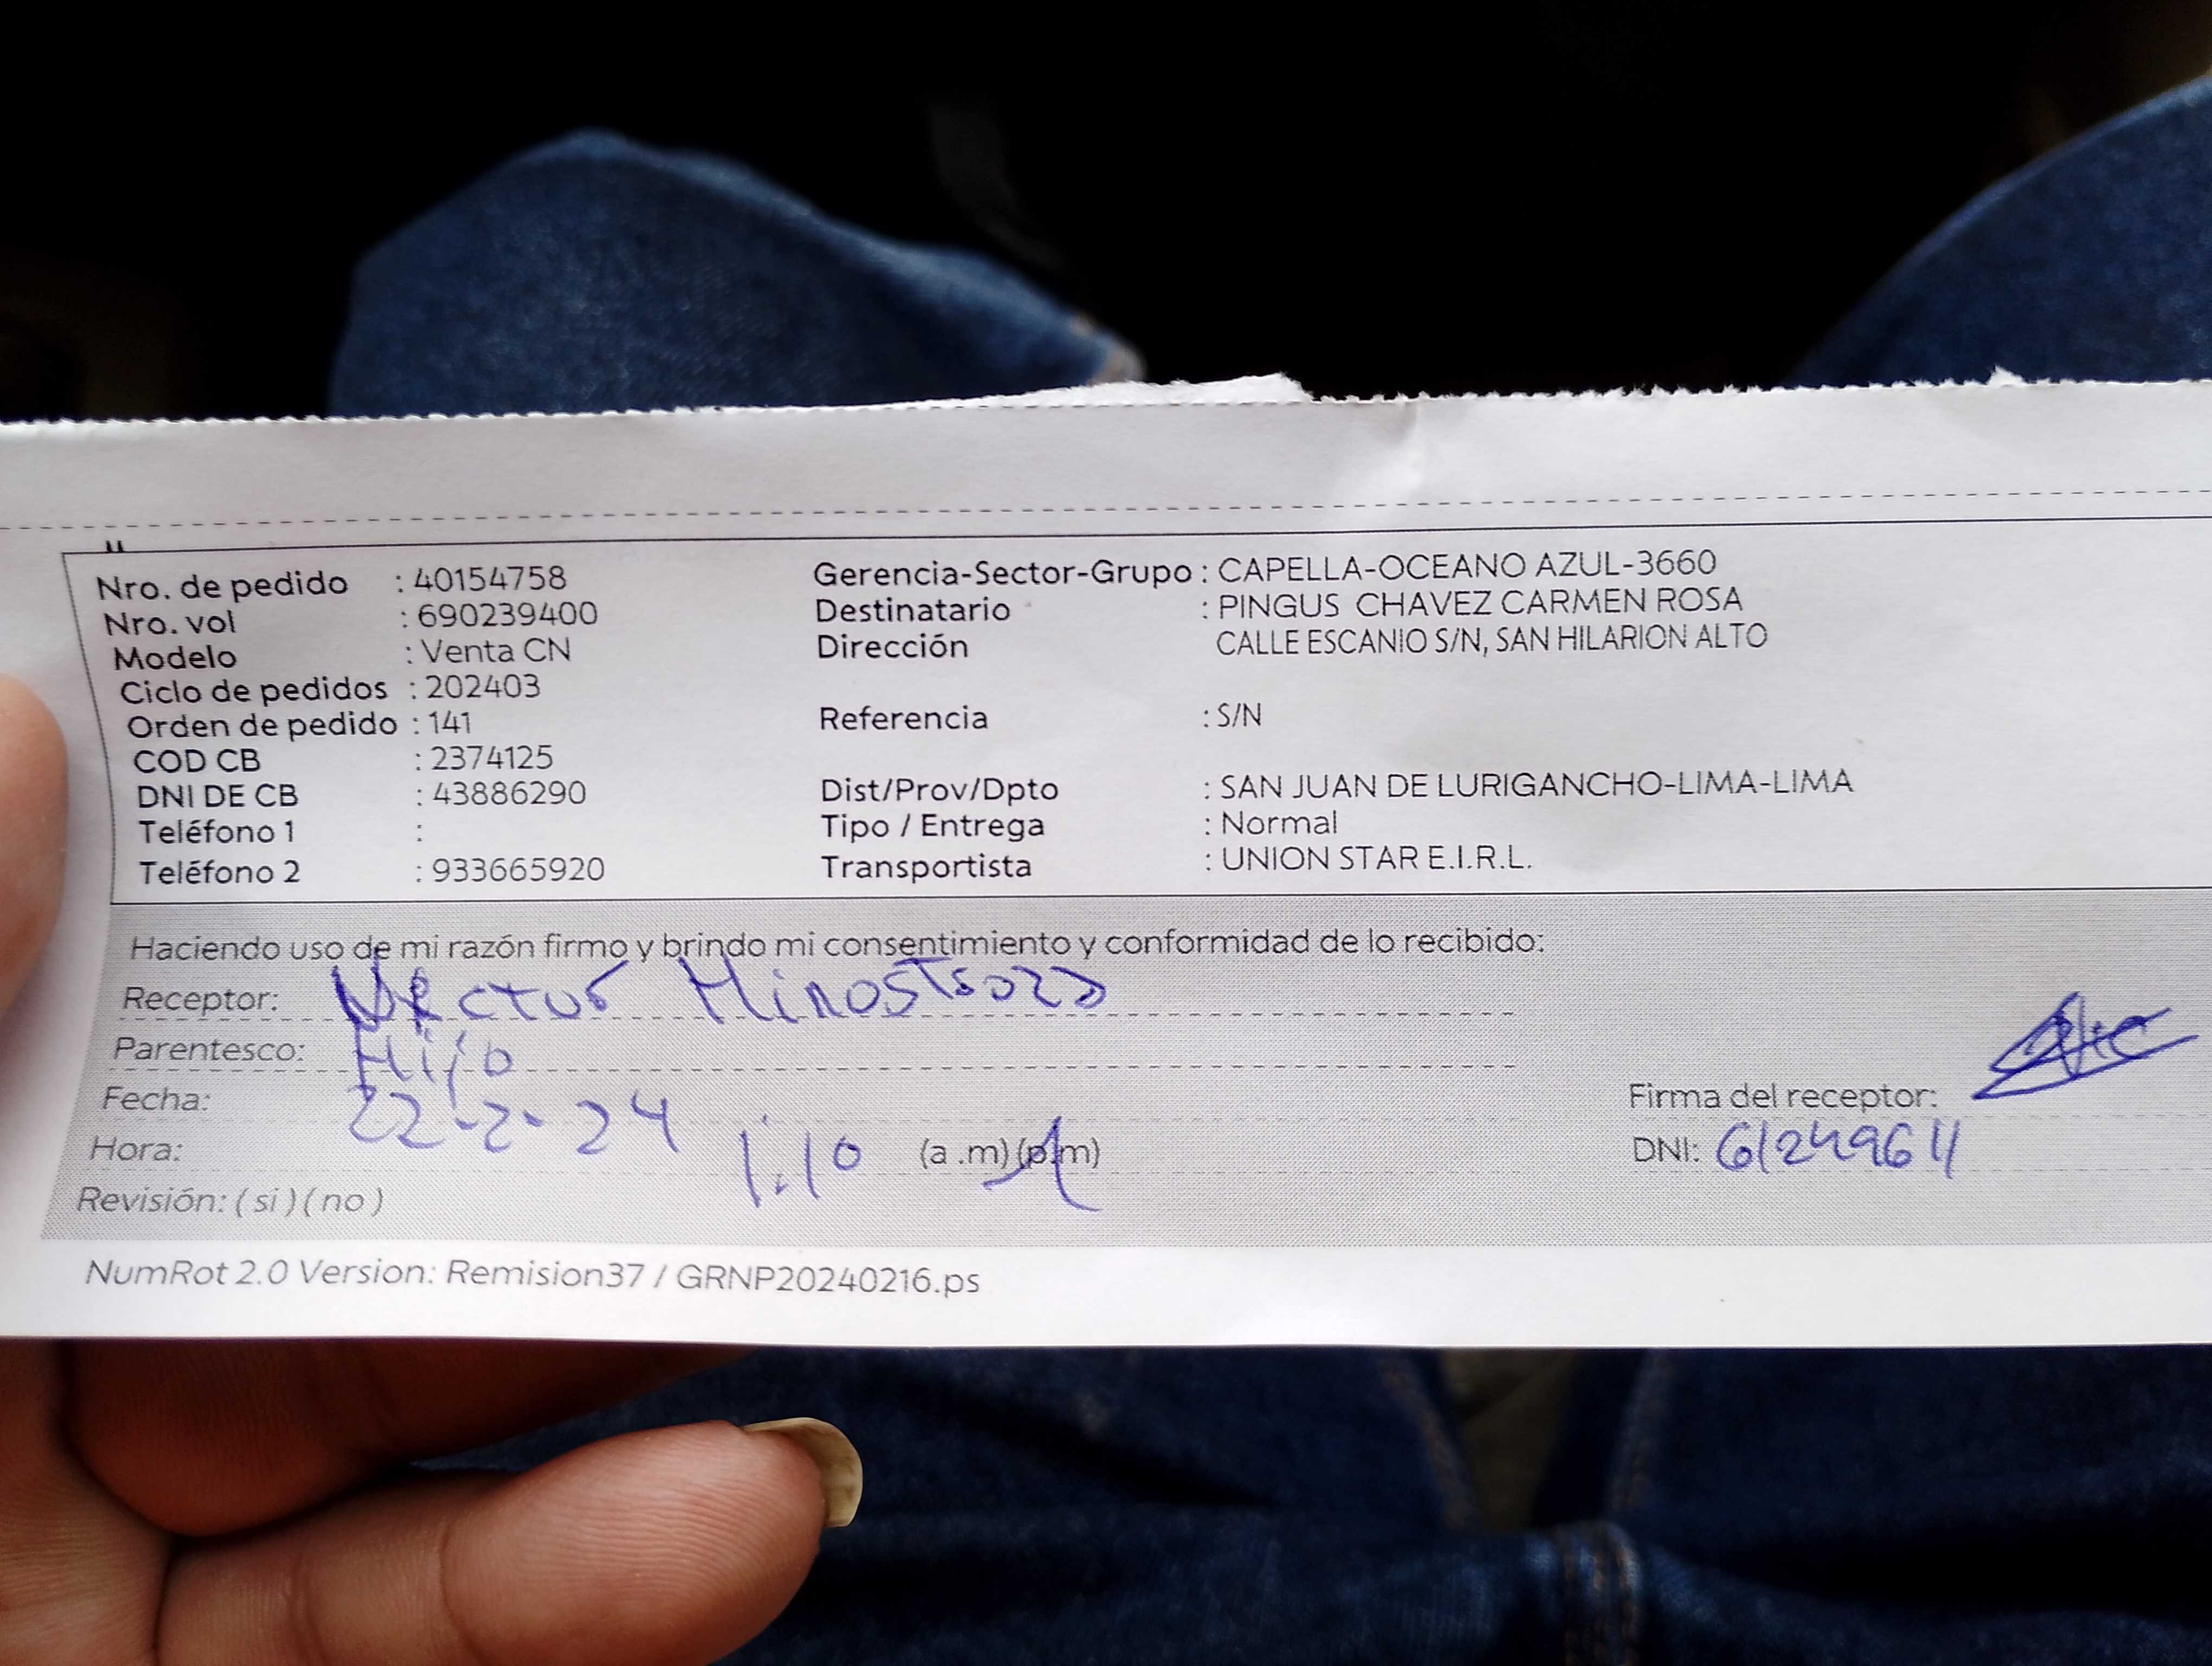 Nro. de pedido : 40154758
Nro. vol : 690239400
Modelo : Venta CN
Ciclo de pedidos : 202403
Orden de pedido : 141
COD CB : 2374125
DNI DE CB : 43886290
Teléfono 1 :
Teléfono 2 : 933665920
Gerencia-Sector-Grupo : CAPELLA-OCEANO AZUL-3660
Destinatario : PINGUS CHAVEZ CARMEN ROSA
Dirección CALLE ESCANIO S/N, SAN HILARION ALTO
Referencia : S/N
Dist/Prov/Dpto : SAN JUAN DE LURIGANCHO-LIMA-LIMA
Tipo / Entrega : Normal
Transportista : UNION STAR E.I.R.L.
Haciendo uso de mi razón firmo y brindo mi consentimiento y conformidad de lo recibido:
Receptor:
Parentesco: Hijo
Fecha: 22-2-24
Hora: 1:10 (a .m) (p.m)
Revisión: ( si ) ( no )
Firma del receptor:
DNI: 61249611
NumRot 2.0 Version: Remision37 / GRNP20240216.ps